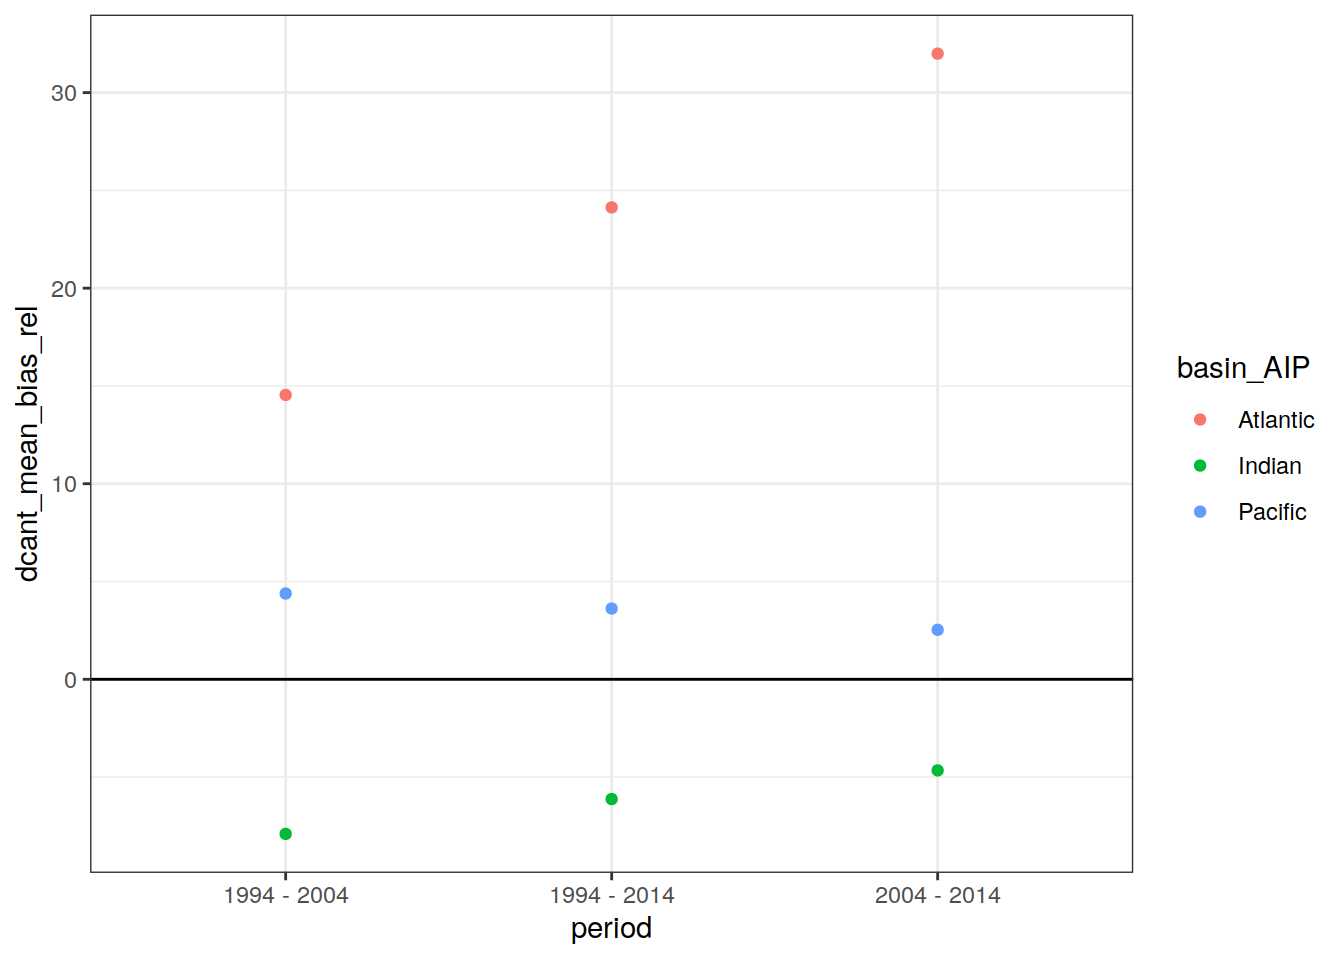 dcant_mean_bias_rel
30
20
10
0
1994 - 2004
1994 - 2014
2004 - 2014
period
basin_AIP
Atlantic
Indian
Pacific